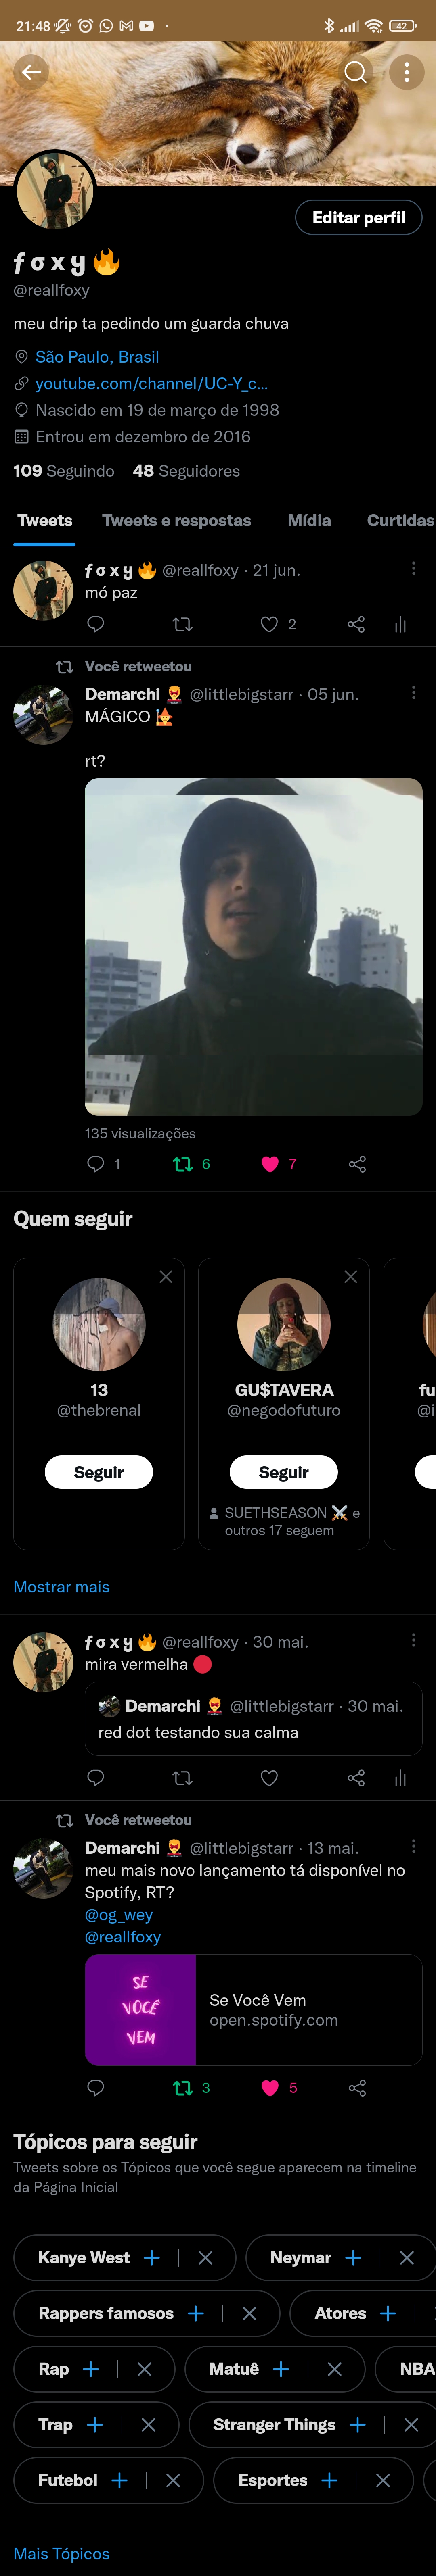 21:48
42
Editar perfil
ƒ σ x y 🔥
@reallfoxy
meu drip ta pedindo um guarda chuva
São Paulo, Brasil
youtube.com/channel/UC-Y_c...
Nascido em 19 de março de 1998
Entrou em dezembro de 2016
109 Seguindo 48 Seguidores
Tweets Tweets e respostas Mídia Curtidas
ƒ σ x y 🔥 @reallfoxy · 21 jun.
mó paz
2
Você retweetou
Demarchi 🦹 @littlebigstarr · 05 jun.
MÁGICO 🧙
rt?
135 visualizações
1 6 7
Quem seguir
13
@thebrenal
Seguir
GU$TAVERA
@negodofuturo
Seguir
SUETHSEASON ⚔️ e
outros 17 seguem
fu
@i
Mostrar mais
ƒ σ x y 🔥 @reallfoxy · 30 mai.
mira vermelha 🔴
Demarchi 🦹 @littlebigstarr · 30 mai.
red dot testando sua calma
Você retweetou
Demarchi 🦹 @littlebigstarr · 13 mai.
meu mais novo lançamento tá disponível no
Spotify, RT?
@og_wey
@reallfoxy
SE
VOCÊ
VEM
Se Você Vem
open.spotify.com
3 5
Tópicos para seguir
Tweets sobre os Tópicos que você segue aparecem na timeline
da Página Inicial
Kanye West Neymar
Rappers famosos Atores
Rap Matuê NBA
Trap Stranger Things
Futebol Esportes
Mais Tópicos